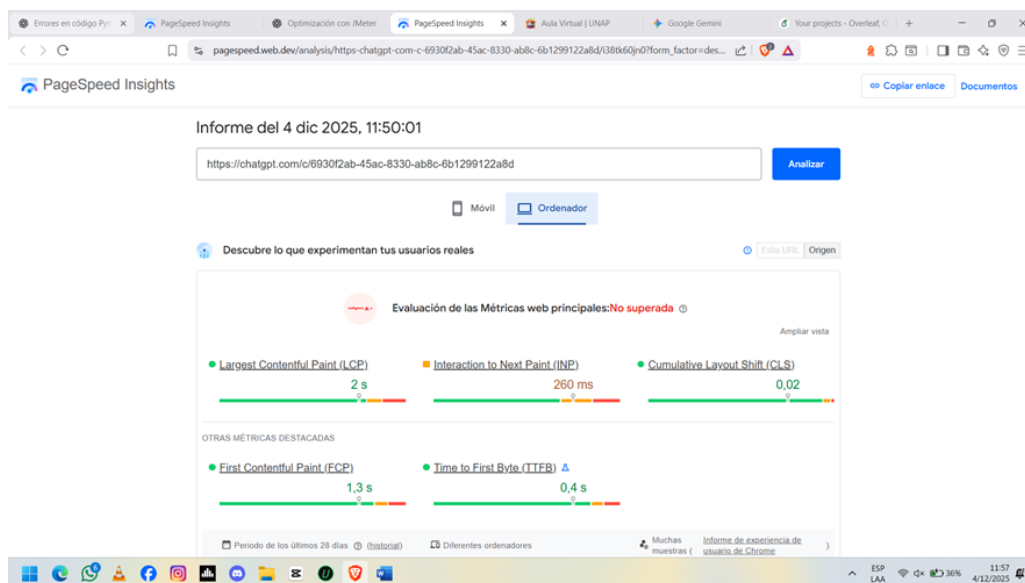 Errores en código Pyt
PageSpeed Insights
Optimización con JMeter
PageSpeed Insights
Aula Virtual | UNAP
Google Gemini
Your projects - Overleaf, O
pagespeed.web.dev/analysis/https-chatgpt-com-c-6930f2ab-45ac-8330-ab8c-6b1299122a8d/i38tk60jn0?form_factor=des...
PageSpeed Insights
Copiar enlace
Documentos
Informe del 4 dic 2025, 11:50:01
https://chatgpt.com/c/6930f2ab-45ac-8330-ab8c-6b1299122a8d
Analizar
Móvil
Ordenador
Descubre lo que experimentan tus usuarios reales
Esta URL
Origen
Evaluación de las Métricas web principales:No superada
Ampliar vista
Largest Contentful Paint (LCP)
2 s
Interaction to Next Paint (INP)
260 ms
Cumulative Layout Shift (CLS)
0,02
OTRAS MÉTRICAS DESTACADAS
First Contentful Paint (FCP)
1,3 s
Time to First Byte (TTFB)
0,4 s
Periodo de los últimos 28 días (historial)
Diferentes ordenadores
Muchas muestras ( Informe de experiencia de usuario de Chrome )
ESP
LAA
36%
11:57
4/12/2025